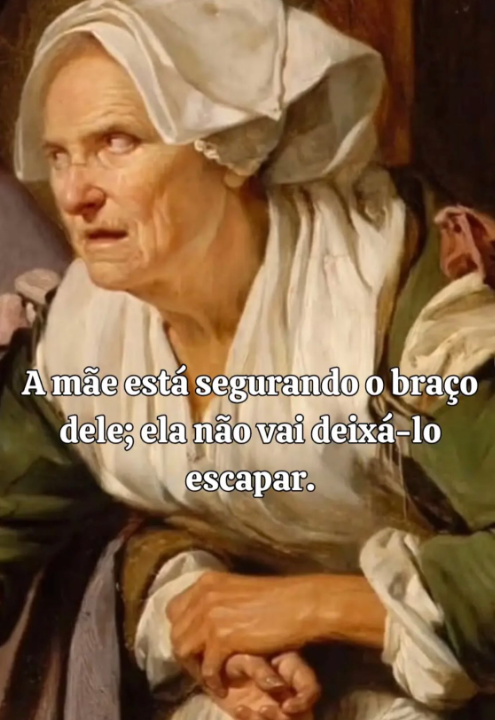 A mãe está segurando o braço
dele; ela não vai deixá-lo
escapar.